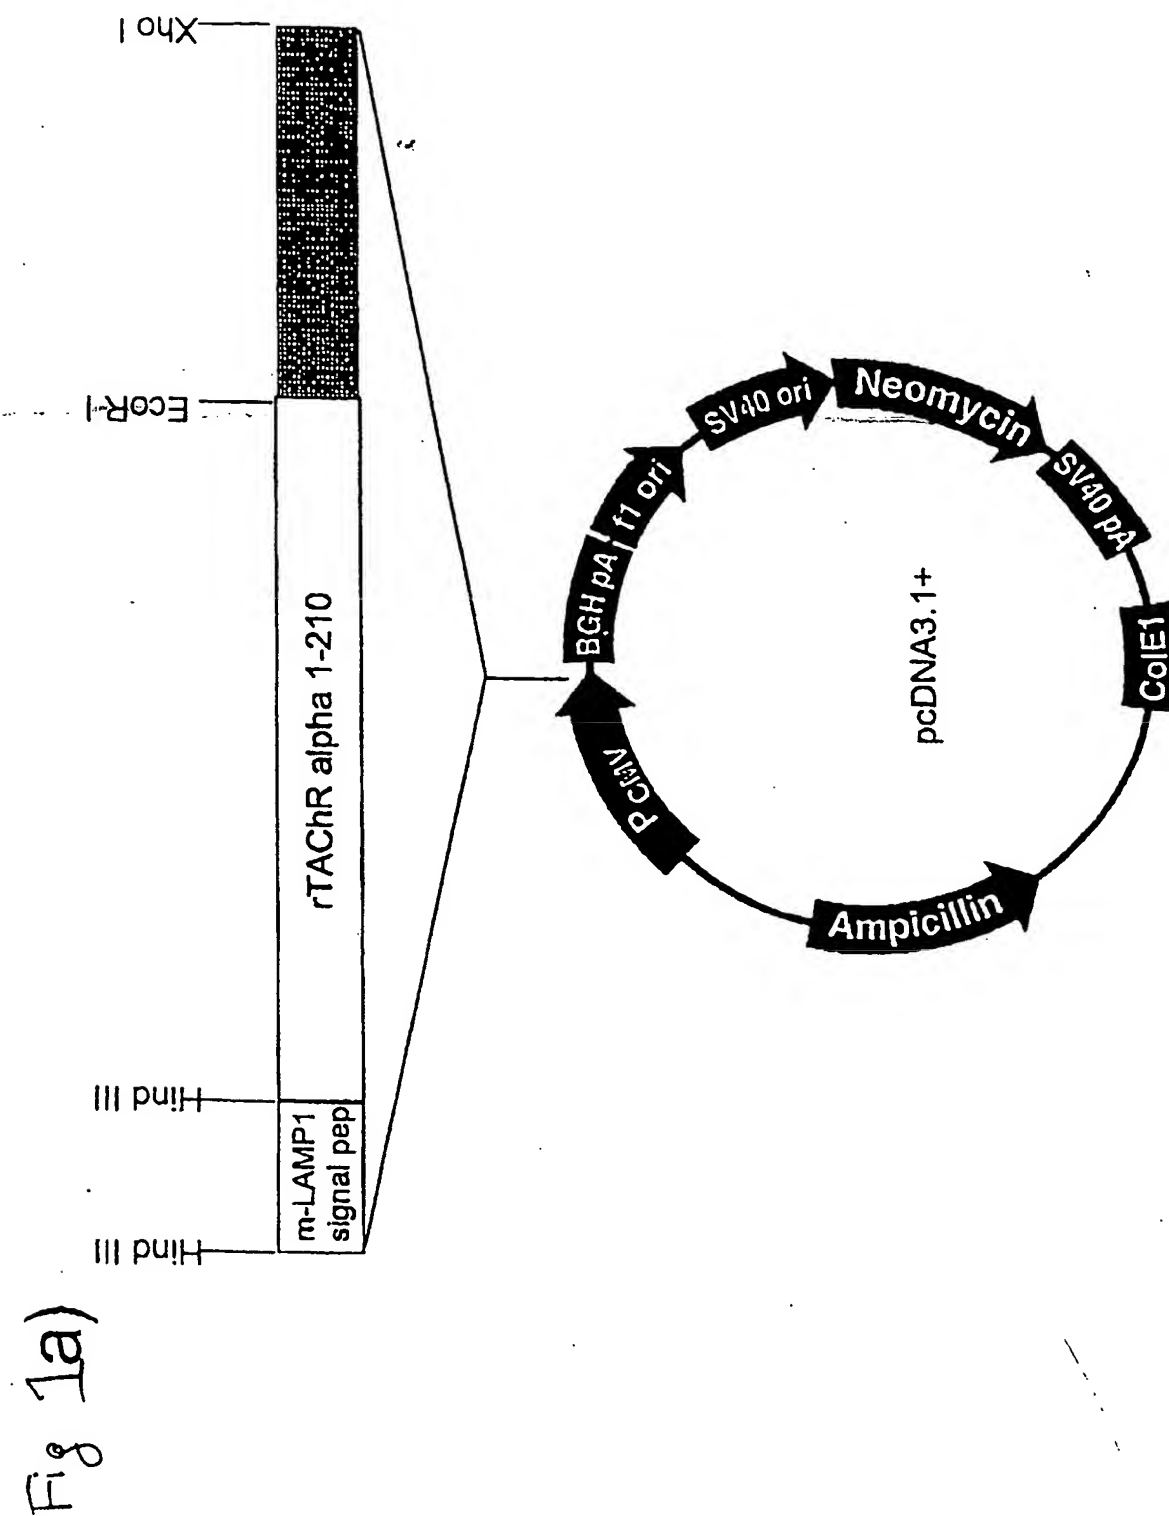 Fig 1a)
Hind III
Hind III
EcoR I
Xho I
m-LAMP1
signal pep
rTAChR alpha 1-210
P CMV
BGH pA
f1 ori
SV40 ori
Neomycin
SV40 pA
ColE1
Ampicillin
pcDNA3.1+